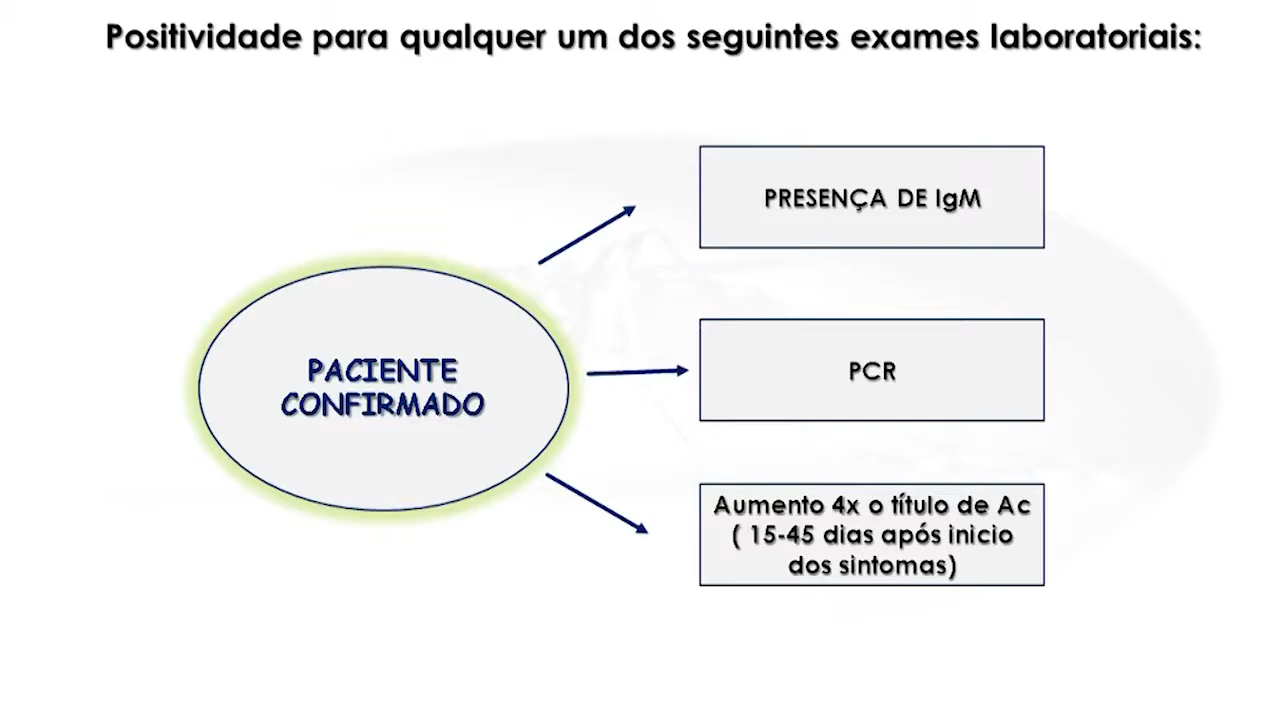 Positividade para qualquer um dos seguintes exames laboratoriais:
PRESENÇA DE IgM
PACIENTE
CONFIRMADO
PCR
Aumento 4x o título de Ac
( 15-45 dias após inicio
dos sintomas)